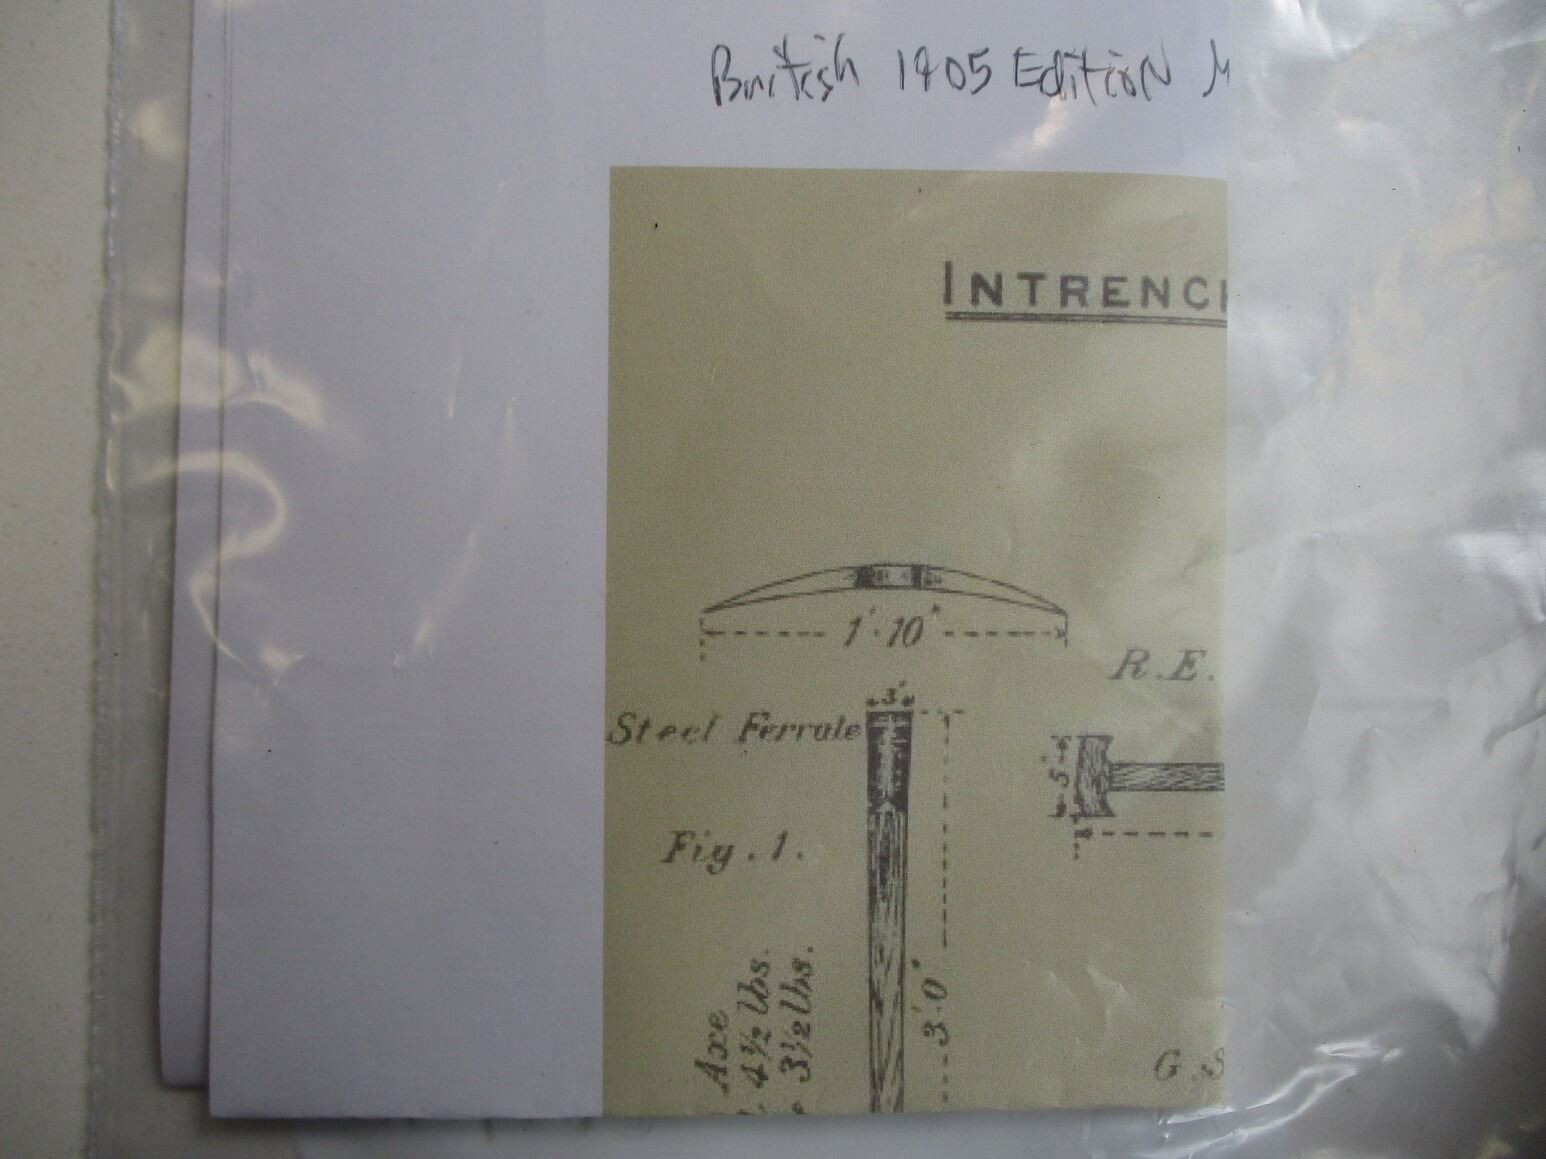 British 1905 Edition M
INTRENCH
1'·10"
R.E.
3"
Steel Ferrule
5"
Fig. 1.
Axe
4½ lbs.
3½ lbs.
3'·0"
G.S